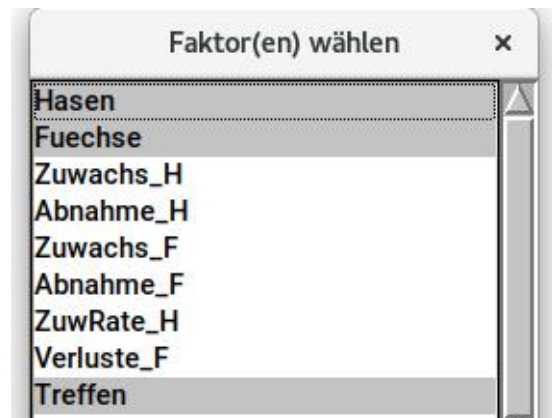 Faktor(en) wählen ×
Hasen
Fuechse
Zuwachs_H
Abnahme_H
Zuwachs_F
Abnahme_F
ZuwRate_H
Verluste_F
Treffen